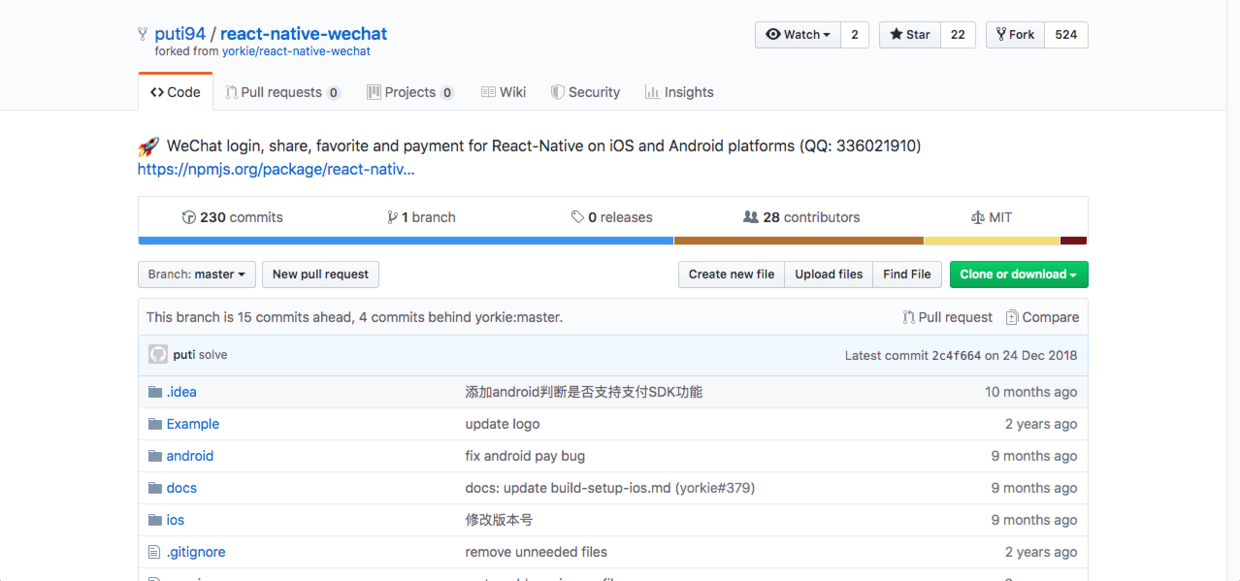 puti94 / react-native-wechat
Watch 2 Star 22 Fork 524
forked from yorkie/react-native-wechat
Code Pull requests 0 Projects 0 Wiki Security Insights
WeChat login, share, favorite and payment for React-Native on iOS and Android platforms (QQ: 336021910)
https://npmjs.org/package/react-nativ...
230 commits 1 branch 0 releases 28 contributors MIT
Branch: master New pull request Create new file Upload files Find File Clone or download
This branch is 15 commits ahead, 4 commits behind yorkie:master. Pull request Compare
puti solve Latest commit 2c4f664 on 24 Dec 2018
.idea 添加android判断是否支持支付SDK功能 10 months ago
Example update logo 2 years ago
android fix android pay bug 9 months ago
docs docs: update build-setup-ios.md (yorkie#379) 9 months ago
ios 修改版本号 9 months ago
.gitignore remove unneeded files 2 years ago